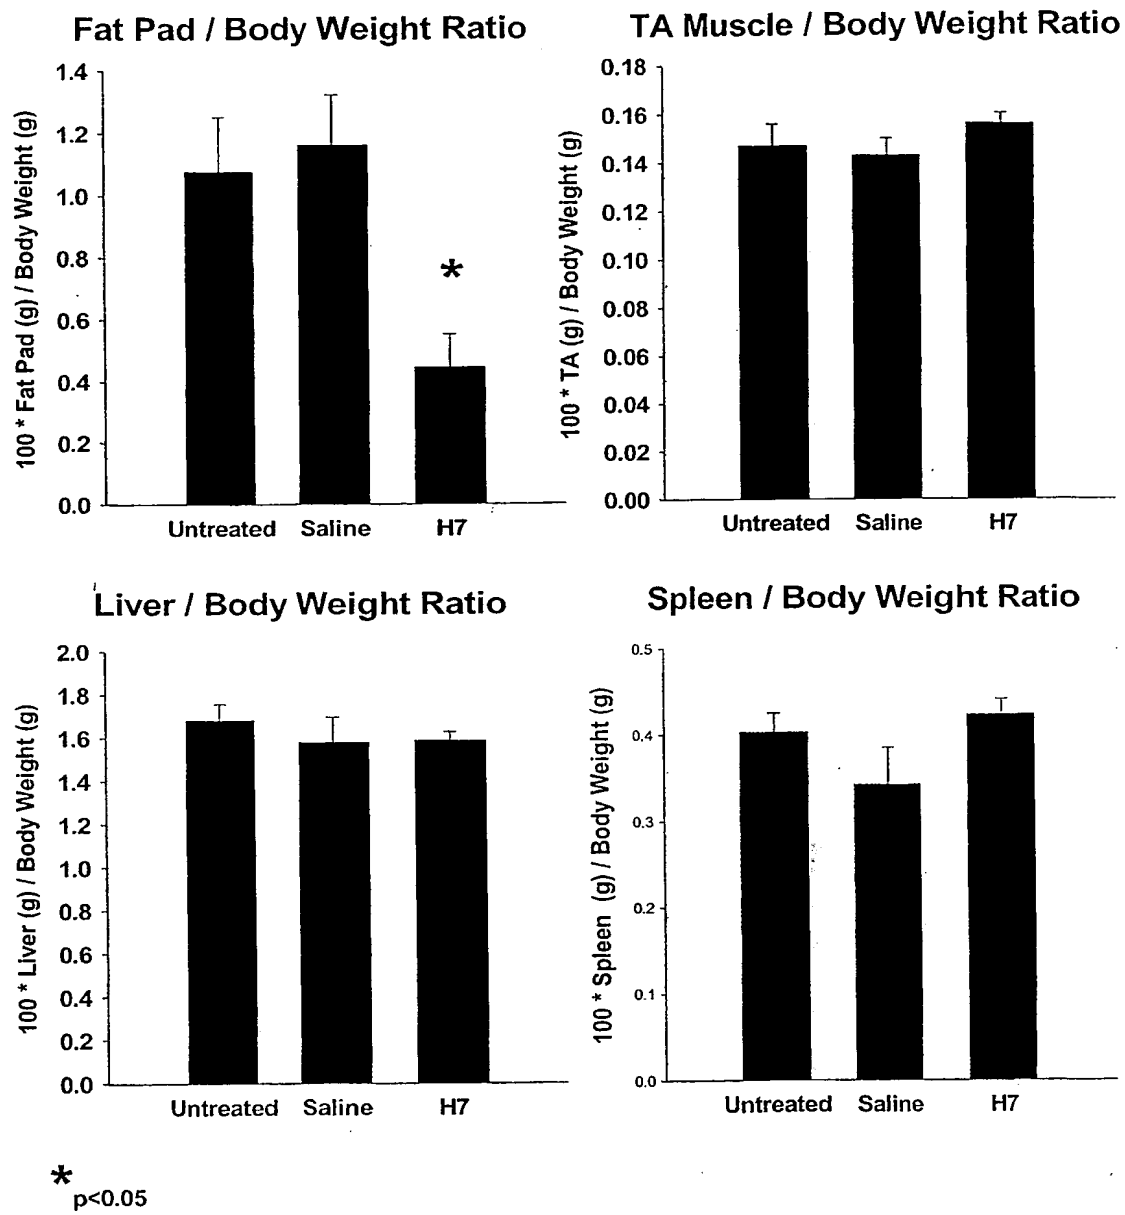 Fat Pad / Body Weight Ratio
100 * Fat Pad (g) / Body Weight (g)
1.4
1.2
1.0
0.8
0.6
0.4
0.2
0.0
*
Untreated Saline H7
TA Muscle / Body Weight Ratio
100 * TA (g) / Body Weight (g)
0.18
0.16
0.14
0.12
0.10
0.08
0.06
0.04
0.02
0.00
Untreated Saline H7
Liver / Body Weight Ratio
100 * Liver (g) / Body Weight (g)
2.0
1.8
1.6
1.4
1.2
1.0
0.8
0.6
0.4
0.2
0.0
Untreated Saline H7
Spleen / Body Weight Ratio
100 * Spleen (g) / Body Weight (g)
0.5
0.4
0.3
0.2
0.1
0.0
Untreated Saline H7
* p<0.05